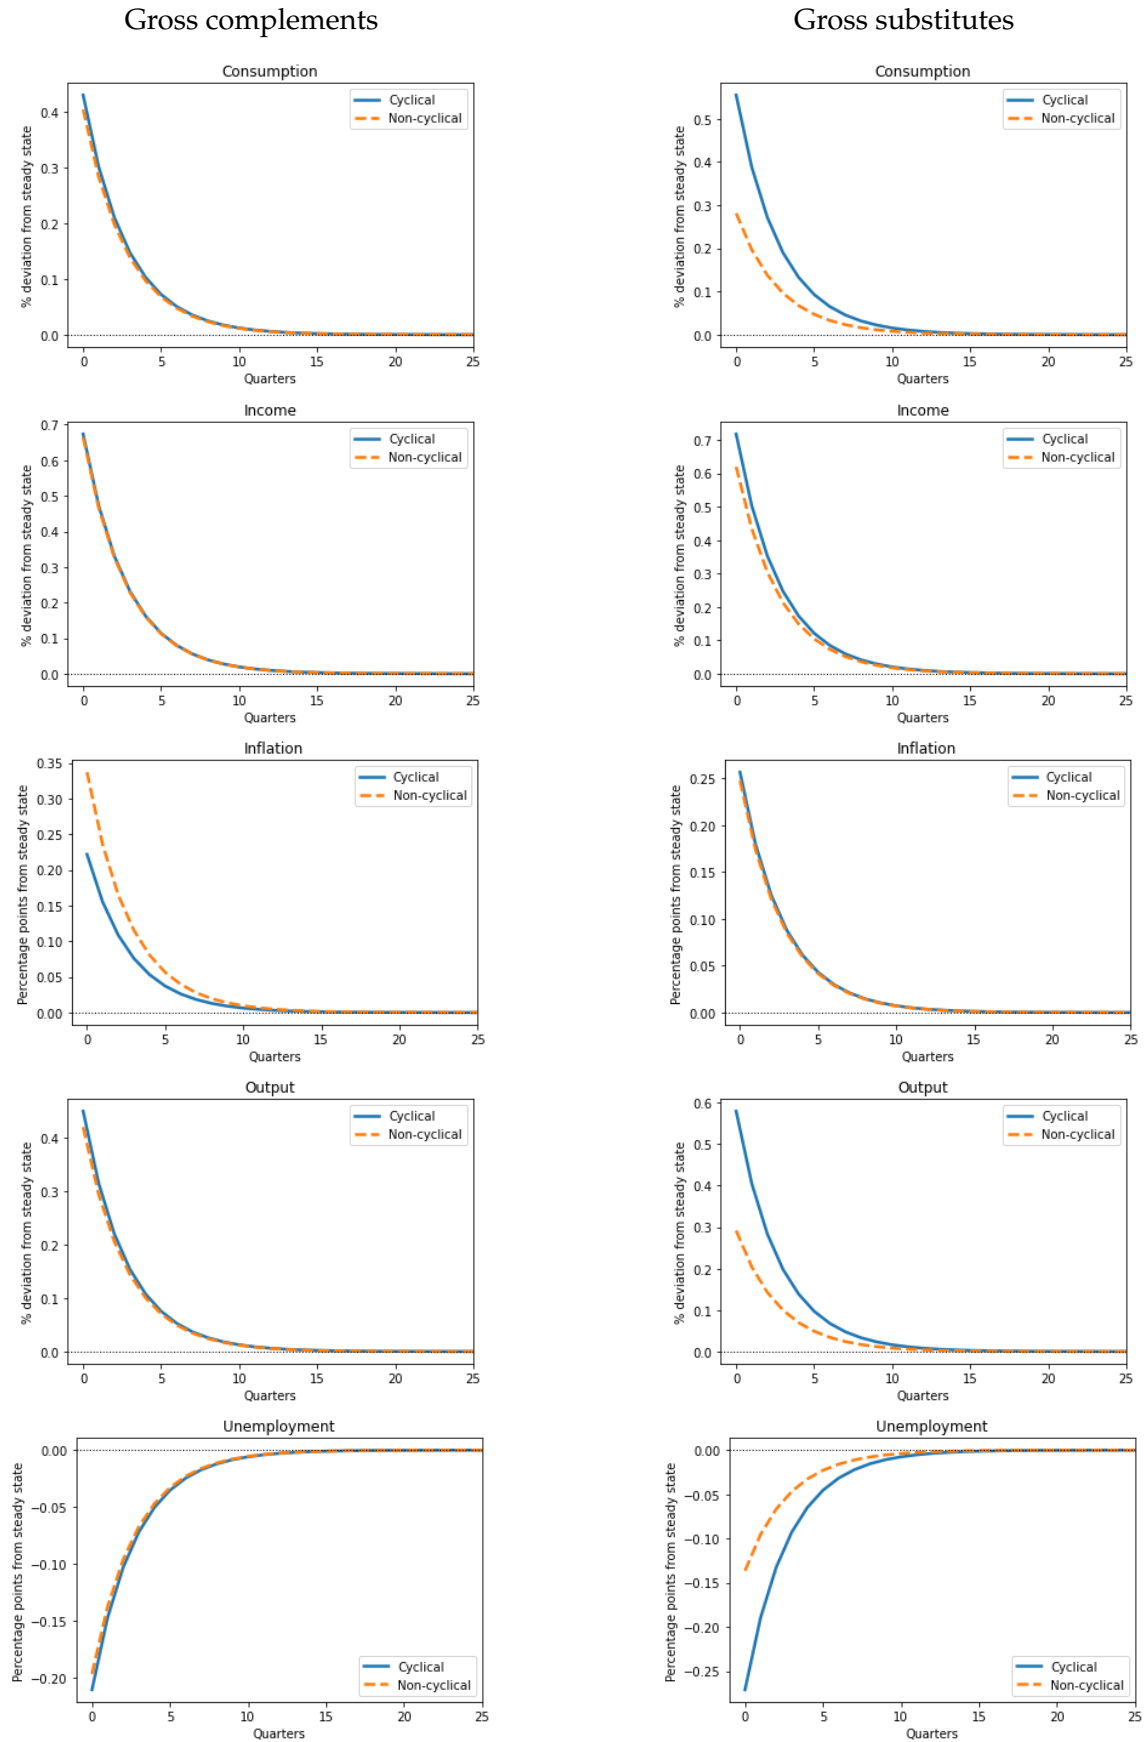 Gross complements
Gross substitutes
Consumption
% deviation from steady state
0.4
0.3
0.2
0.1
0.0
Cyclical
Non-cyclical
0 5 10 15 20 25
Quarters
Consumption
% deviation from steady state
0.5
0.4
0.3
0.2
0.1
0.0
Cyclical
Non-cyclical
0 5 10 15 20 25
Quarters
Income
% deviation from steady state
0.7
0.6
0.5
0.4
0.3
0.2
0.1
0.0
Cyclical
Non-cyclical
0 5 10 15 20 25
Quarters
Income
% deviation from steady state
0.7
0.6
0.5
0.4
0.3
0.2
0.1
0.0
Cyclical
Non-cyclical
0 5 10 15 20 25
Quarters
Inflation
Percentage points from steady state
0.35
0.30
0.25
0.20
0.15
0.10
0.05
0.00
Cyclical
Non-cyclical
0 5 10 15 20 25
Quarters
Inflation
Percentage points from steady state
0.25
0.20
0.15
0.10
0.05
0.00
Cyclical
Non-cyclical
0 5 10 15 20 25
Quarters
Output
% deviation from steady state
0.4
0.3
0.2
0.1
0.0
Cyclical
Non-cyclical
0 5 10 15 20 25
Quarters
Output
% deviation from steady state
0.6
0.5
0.4
0.3
0.2
0.1
0.0
Cyclical
Non-cyclical
0 5 10 15 20 25
Quarters
Unemployment
Percentage points from steady state
0.00
−0.05
−0.10
−0.15
−0.20
Cyclical
Non-cyclical
0 5 10 15 20 25
Quarters
Unemployment
Percentage points from steady state
0.00
−0.05
−0.10
−0.15
−0.20
−0.25
Cyclical
Non-cyclical
0 5 10 15 20 25
Quarters